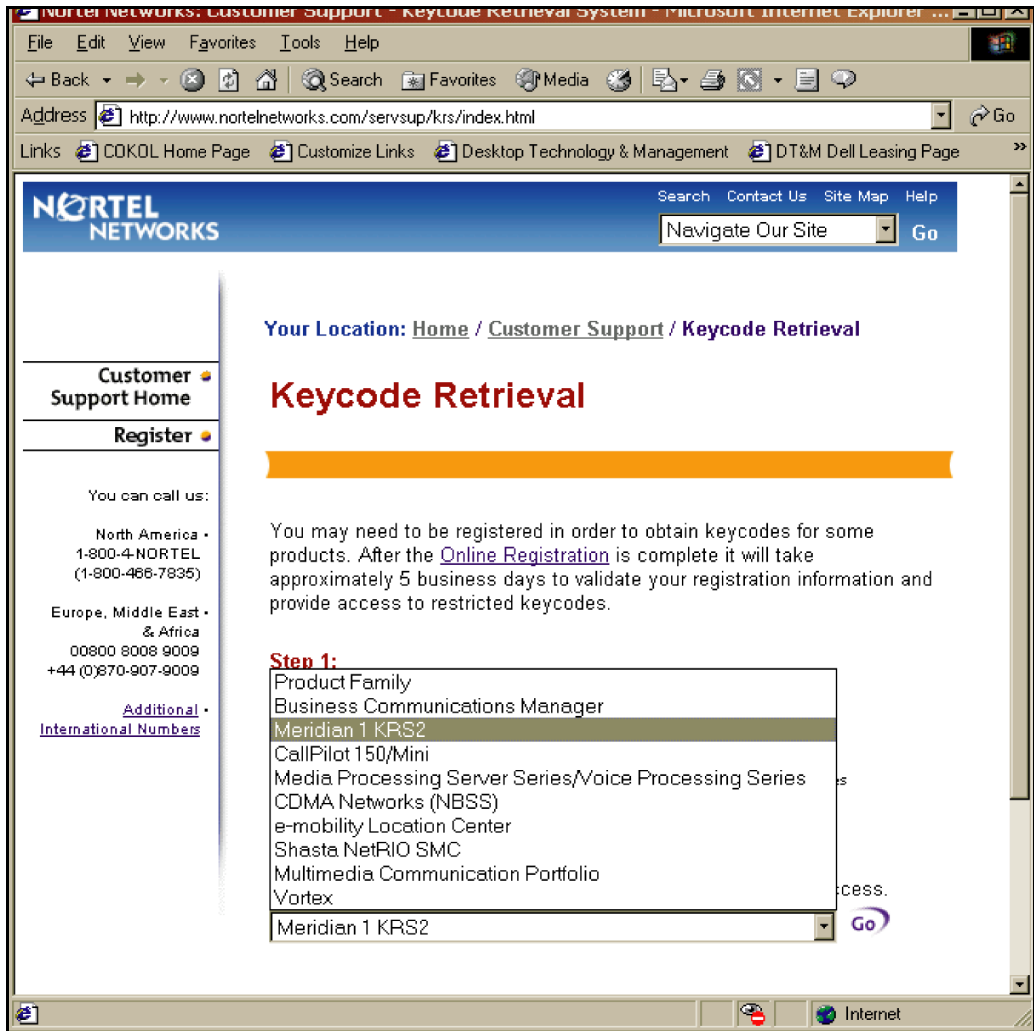 Nortel Networks: Customer Support - Keycode Retrieval System - Microsoft Internet Explorer ...
File Edit View Favorites Tools Help
Back Search Favorites Media
Address http://www.nortelnetworks.com/servsup/krs/index.html Go
Links COKOL Home Page Customize Links Desktop Technology & Management DT&M Dell Leasing Page »
NORTEL NETWORKS
Search Contact Us Site Map Help
Navigate Our Site Go
Your Location: Home / Customer Support / Keycode Retrieval
Customer
Support Home
Register
You can call us:
North America •
1-800-4-NORTEL
(1-800-466-7835)
Europe, Middle East •
& Africa
00800 8008 9009
+44 (0)870-907-9009
Additional •
International Numbers
Keycode Retrieval
You may need to be registered in order to obtain keycodes for some
products. After the Online Registration is complete it will take
approximately 5 business days to validate your registration information and
provide access to restricted keycodes.
Step 1:
Product Family
Business Communications Manager
Meridian 1 KRS2
CallPilot 150/Mini
Media Processing Server Series/Voice Processing Series
CDMA Networks (NBSS)
e-mobility Location Center
Shasta NetRIO SMC
Multimedia Communication Portfolio
Vortex
Meridian 1 KRS2 Go
Internet